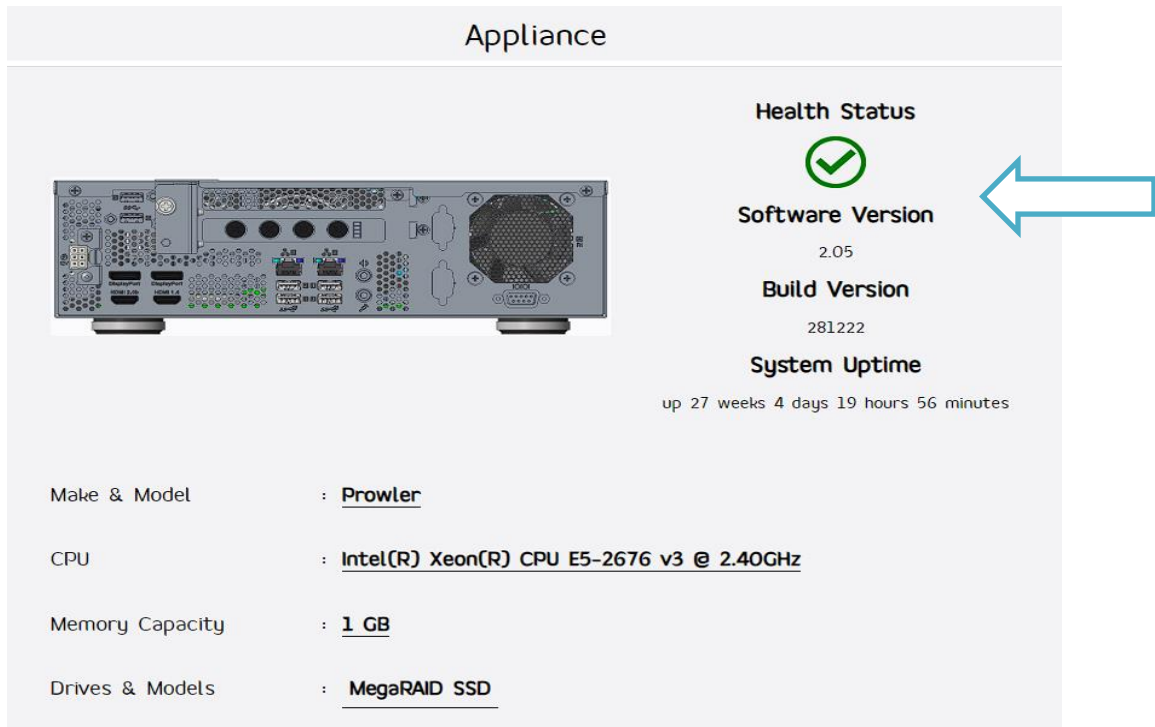 Appliance
Health Status
Software Version
2.05
Build Version
281222
System Uptime
up 27 weeks 4 days 19 hours 56 minutes
DisplayPort DisplayPort
Make & Model : Prowler
CPU : Intel(R) Xeon(R) CPU E5-2676 v3 @ 2.40GHz
Memory Capacity : 1 GB
Drives & Models : MegaRAID SSD